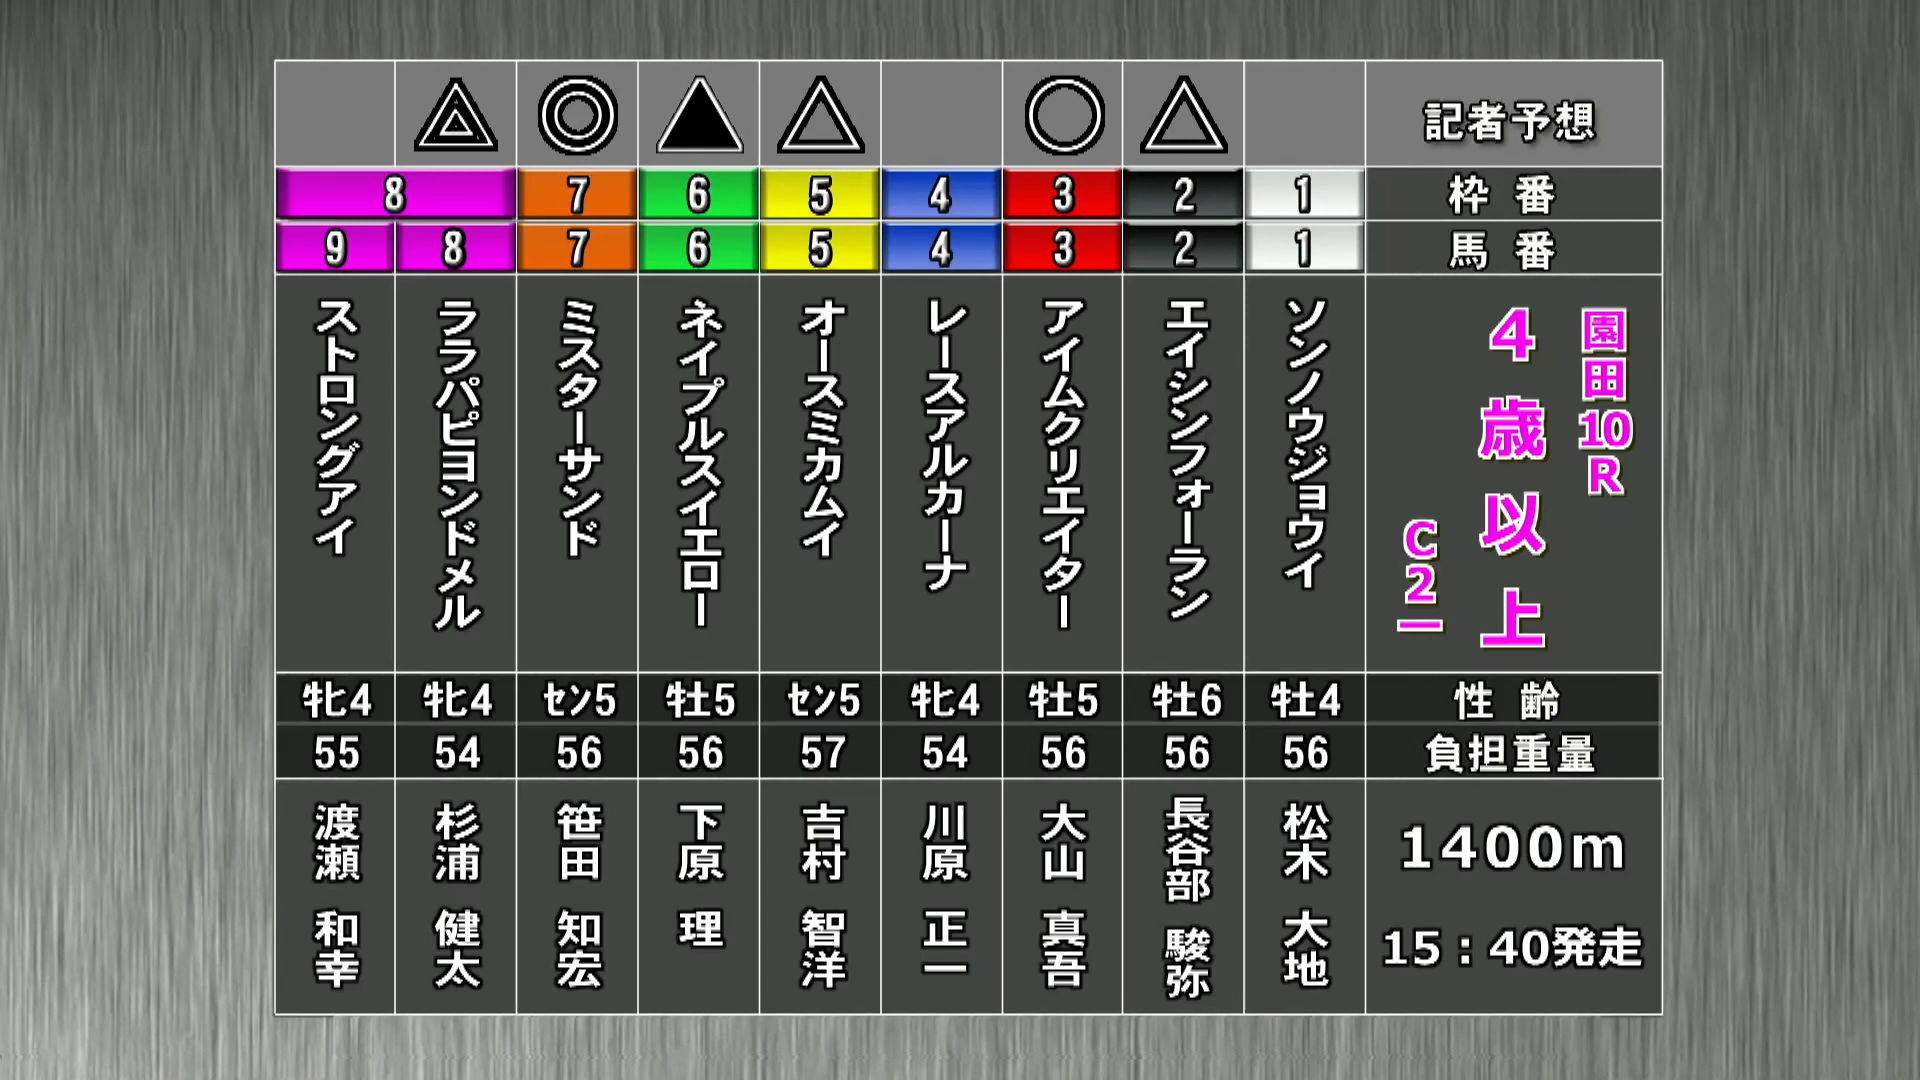 記者予想
枠番
馬番
園田10R
4歳以上
C2一
性齢
負担重量
1400m
15：40発走
1
1
ソンノウジョウイ
牡4
56
松木 大地
△
2
2
エイシンフォーラン
牡6
56
長谷部 駿弥
○
3
3
アイムクリエイター
牡5
56
大山 真吾
4
4
レースアルカーナ
牝4
54
川原 正一
△
5
5
オースミカムイ
セン5
57
吉村 智洋
▲
6
6
ネイプルスイエロー
牡5
56
下原 理
◎
7
7
ミスターサンド
セン5
56
笹田 知宏
8
8
ララパピヨンドメル
牝4
54
杉浦 健太
9
ストロングアイ
牝4
55
渡瀬 和幸